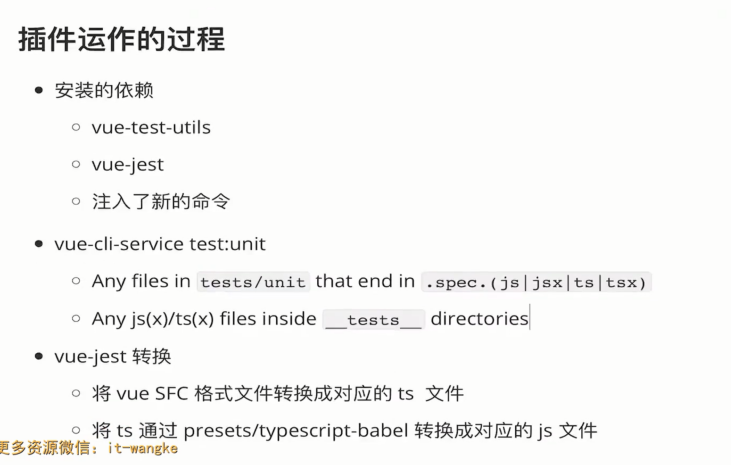 插件运作的过程
安装的依赖
vue-test-utils
vue-jest
注入了新的命令
vue-cli-service test:unit
Any files in tests/unit that end in .spec.(js|jsx|ts|tsx)
Any js(x)/ts(x) files inside __tests__ directories
vue-jest 转换
将 vue SFC 格式文件转换成对应的 ts 文件
将 ts 通过 presets/typescript-babel 转换成对应的 js 文件
更多资源微信：it-wangke